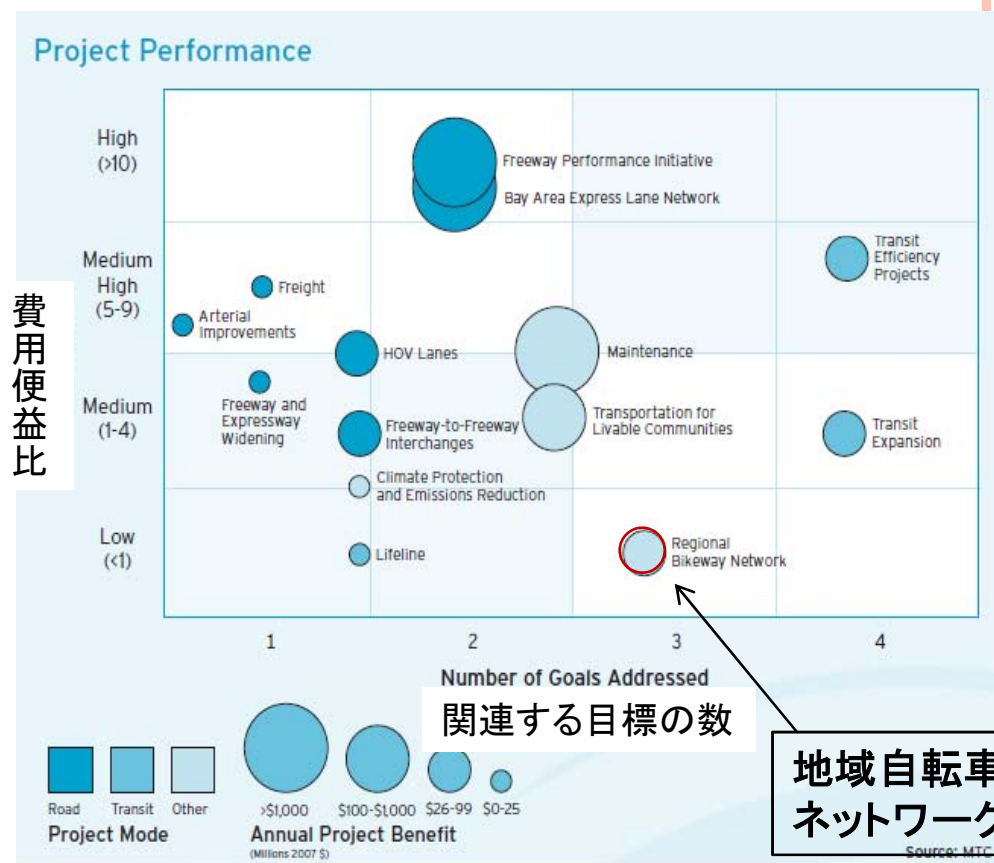 Project Performance
High
(>10)
Freeway Performance Initiative
Bay Area Express Lane Network
Medium
High
(5-9)
Transit
Efficiency
Projects
Freight
Arterial
Improvements
HOV Lanes
Maintenance
費用便益比
Medium
(1-4)
Freeway and
Expressway
Widening
Freeway-to-Freeway
Interchanges
Transportation for
Livable Communities
Transit
Expansion
Climate Protection
and Emissions Reduction
Low
(<1)
Lifeline
Regional
Bikeway Network
1 2 3 4
Number of Goals Addressed
関連する目標の数
地域自転車
ネットワーク
Road Transit Other
Project Mode
>$1,000 $100-$1000 $26-99 $0-25
Annual Project Benefit
(Millions 2007 $)
Source: MTC